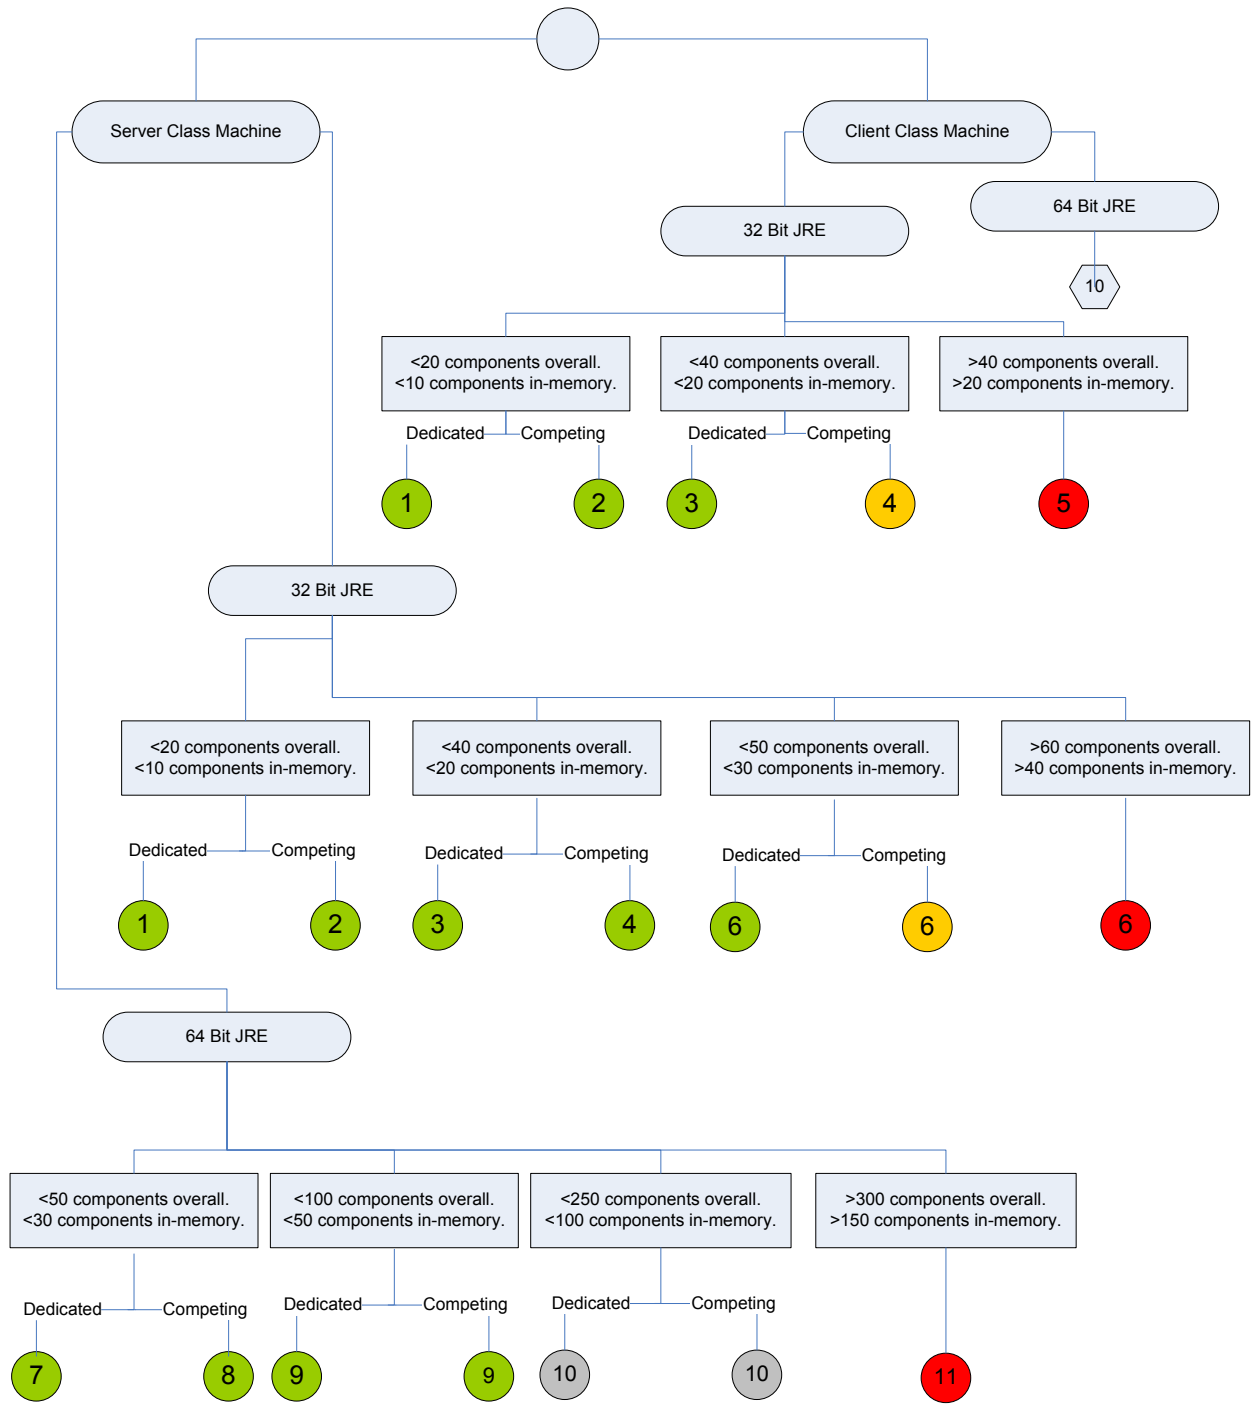 Server Class Machine
Client Class Machine
64 Bit JRE
32 Bit JRE
10
<20 components overall.
<10 components in-memory.
<40 components overall.
<20 components in-memory.
>40 components overall.
>20 components in-memory.
Dedicated
Competing
Dedicated
Competing
1
2
3
4
5
32 Bit JRE
<20 components overall.
<10 components in-memory.
<40 components overall.
<20 components in-memory.
<50 components overall.
<30 components in-memory.
>60 components overall.
>40 components in-memory.
Dedicated
Competing
Dedicated
Competing
Dedicated
Competing
1
2
3
4
6
6
6
64 Bit JRE
<50 components overall.
<30 components in-memory.
<100 components overall.
<50 components in-memory.
<250 components overall.
<100 components in-memory.
>300 components overall.
>150 components in-memory.
Dedicated
Competing
Dedicated
Competing
Dedicated
Competing
7
8
9
9
10
10
11